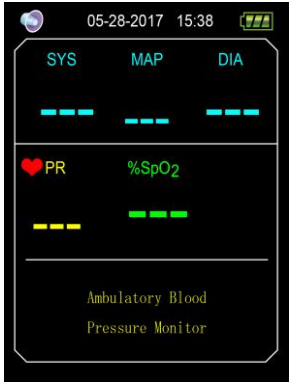 05-28-2017 15:38
SYS MAP DIA
--- --- ---
PR %SpO2
--- ---
Ambulatory Blood
Pressure Monitor